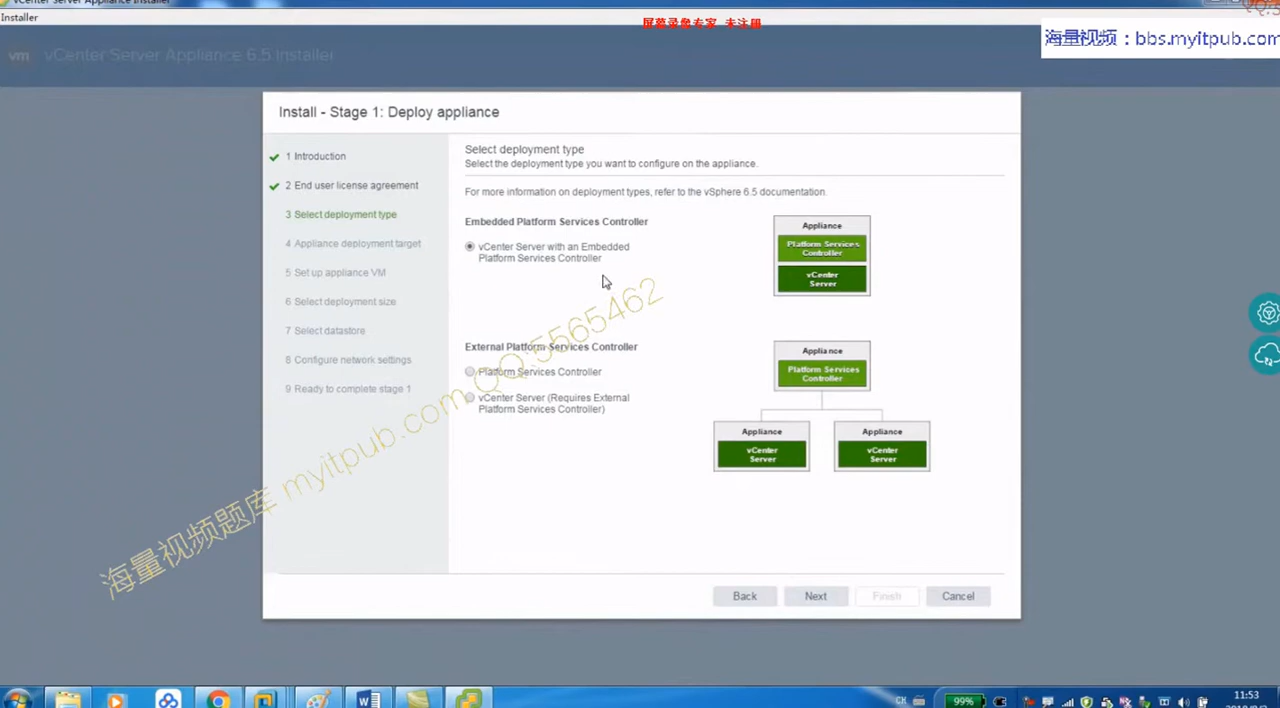 vCenter Server Appliance Installer
Installer
屏幕录像专家 未注册
海量视频：bbs.myitpub.com
vm vCenter Server Appliance 6.5 Installer
Install - Stage 1: Deploy appliance
1 Introduction
2 End user license agreement
3 Select deployment type
4 Appliance deployment target
5 Set up appliance VM
6 Select deployment size
7 Select datastore
8 Configure network settings
9 Ready to complete stage 1
Select deployment type
Select the deployment type you want to configure on the appliance.
For more information on deployment types, refer to the vSphere 6.5 documentation.
Embedded Platform Services Controller
vCenter Server with an Embedded
Platform Services Controller
Appliance
Platform Services
Controller
vCenter
Server
External Platform Services Controller
Platform Services Controller
vCenter Server (Requires External
Platform Services Controller)
Appliance
Platform Services
Controller
Appliance
vCenter
Server
Appliance
vCenter
Server
海量视频题库 myitpub.com QQ:5565462
Back
Next
Finish
Cancel
CH
99%
11:53